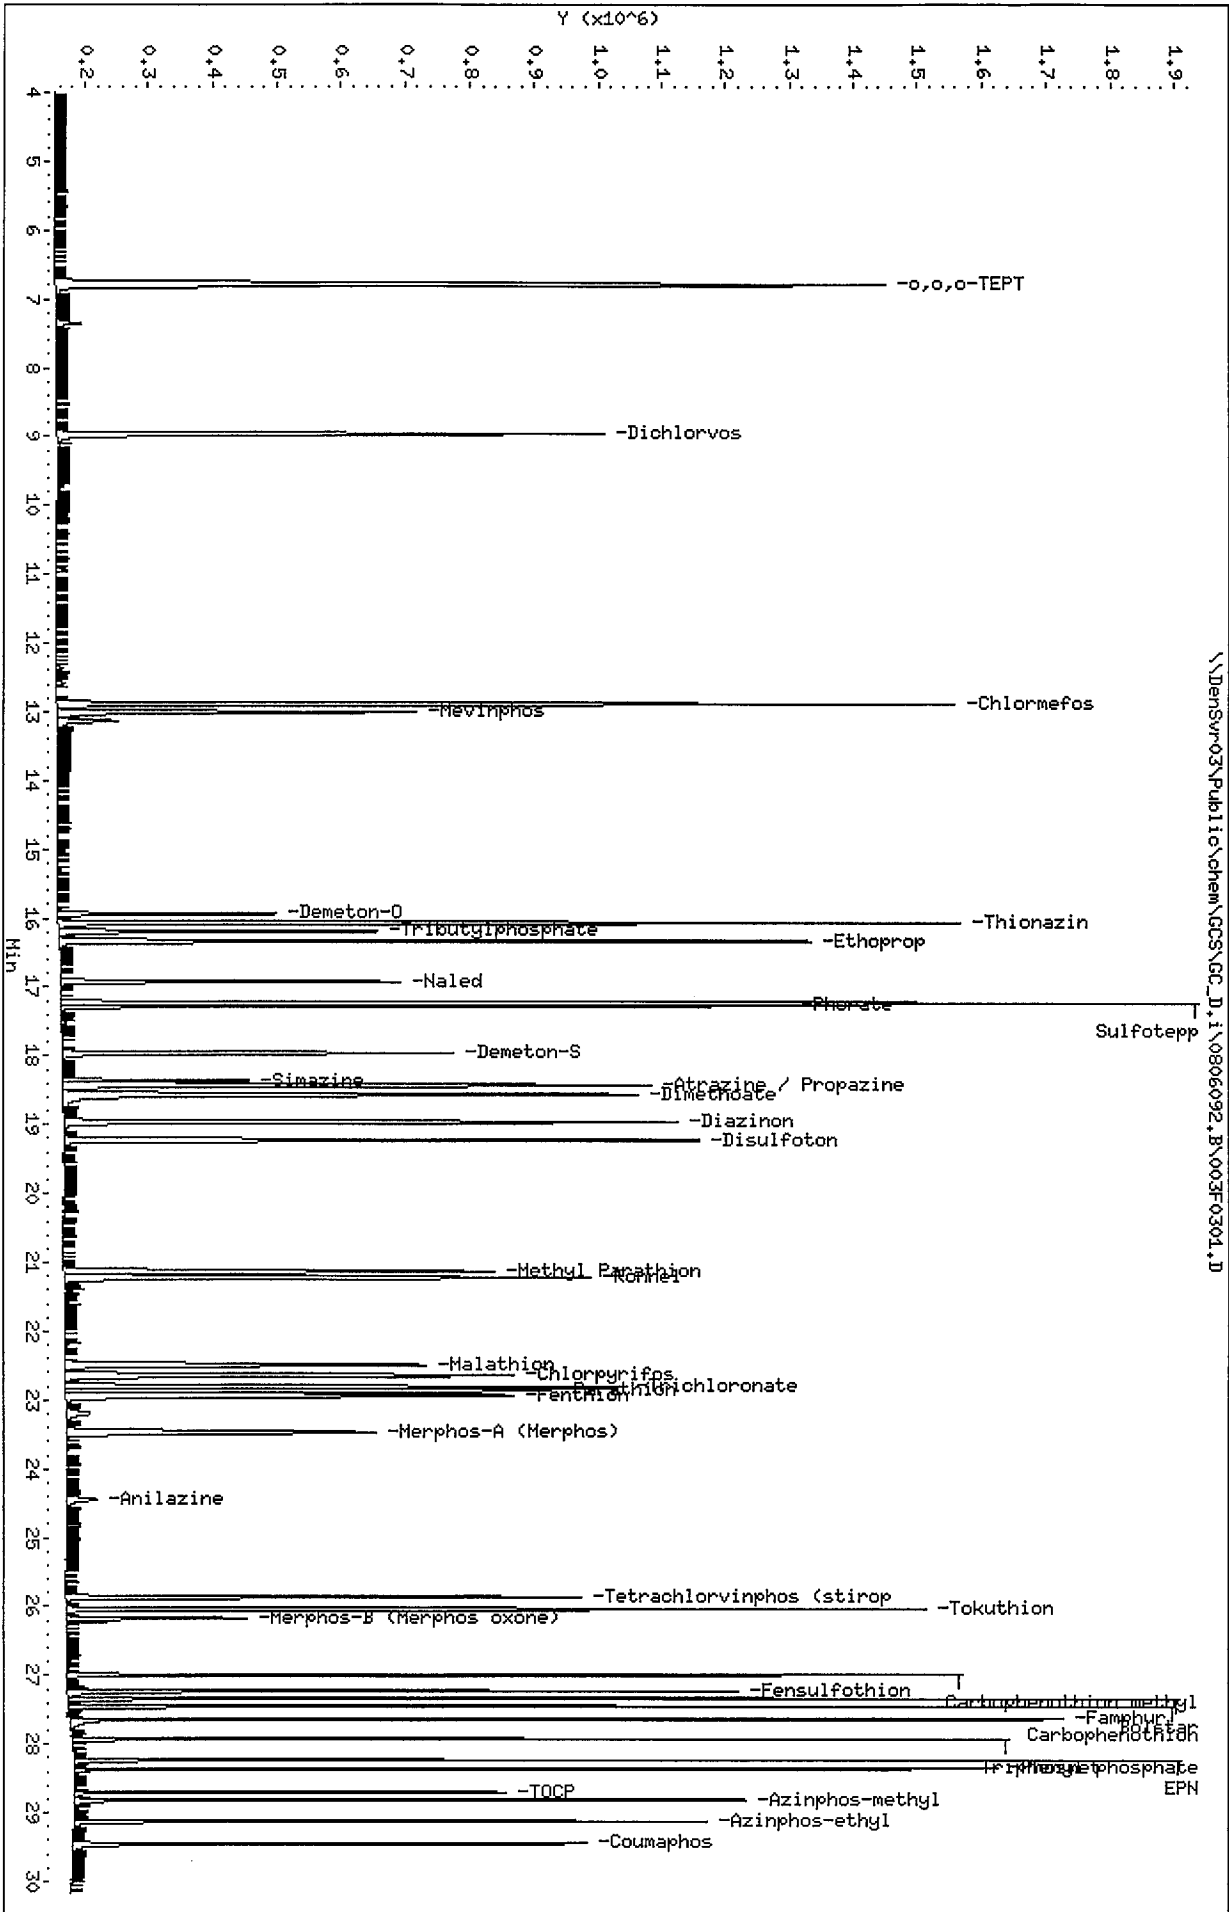 \\DenSvr03\Public\chem\GCS\GC_D.i\0806092.B\003F0301.D
Y (x10^6)
0.2
0.3
0.4
0.5
0.6
0.7
0.8
0.9
1.0
1.1
1.2
1.3
1.4
1.5
1.6
1.7
1.8
1.9
4
5
6
7
8
9
10
11
12
13
14
15
16
17
18
19
20
21
22
23
24
25
26
27
28
29
30
Min
-o,o,o-TEPT
-Dichlorvos
-Chlormefos
-Mevinphos
-Demeton-O
-Thionazin
-Tributylphosphate
-Ethoprop
-Naled
-Phorate
Sulfotepp
-Demeton-S
-Simazine
-Atrazine / Propazine
-Dimethoate
-Diazinon
-Disulfoton
-Methyl Parathion
-Ronnel
-Malathion
-Chlorpyrifos
Trichloronate
-Fenthion
-Merphos-A (Merphos)
-Anilazine
-Tetrachlorvinphos (stirop
-Tokuthion
-Merphos-B (Merphos oxone)
-Fensulfothion
Carbophenothion methyl
-Famphur
Bolstar
Carbophenothion
EPN
-TOCP
-Azinphos-methyl
-Azinphos-ethyl
-Coumaphos